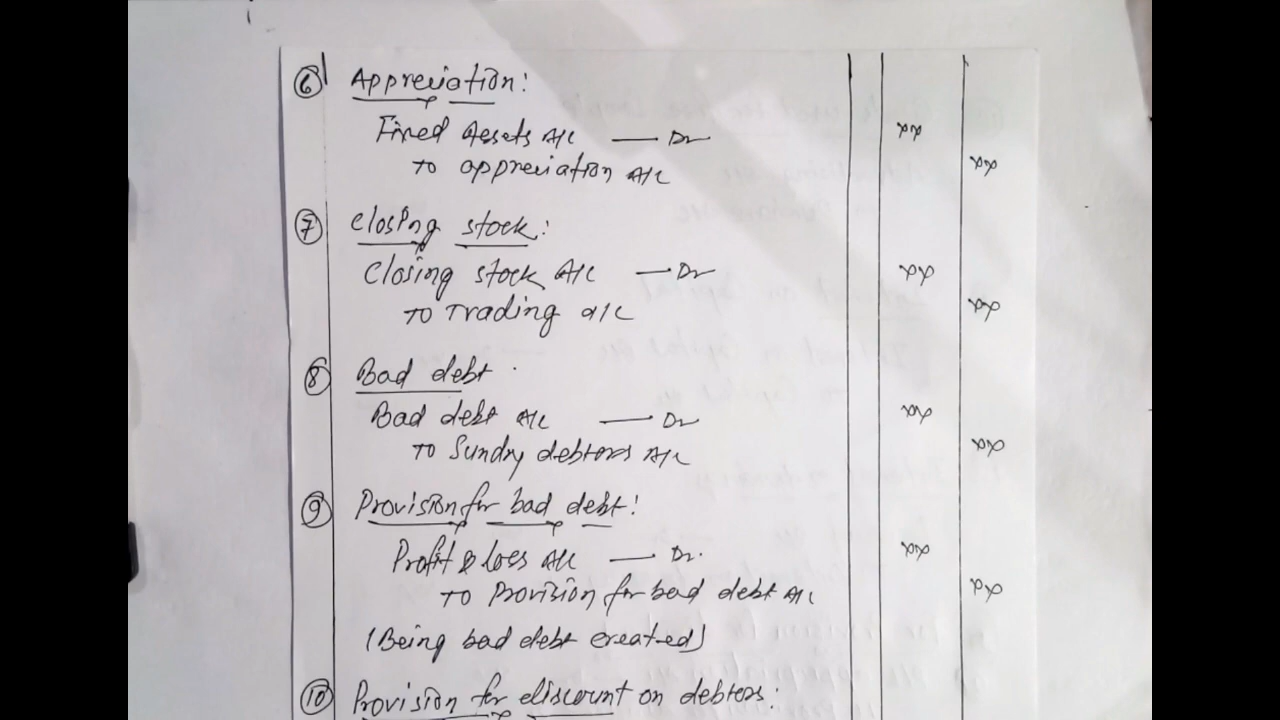 ⑥ Appreciation:
Fixed Assets A/c — Dr xx
To appreciation A/c xx
⑦ Closing stock:
Closing stock A/c — Dr xx
To Trading a/c xx
⑧ Bad debt
Bad debt A/c — Dr xx
To Sundry debtors A/c xx
⑨ Provision for bad debt:
Profit & loss A/c — Dr. xx
To Provision for bad debt A/c xx
(Being bad debt created)
⑩ Provision for discount on debtors: